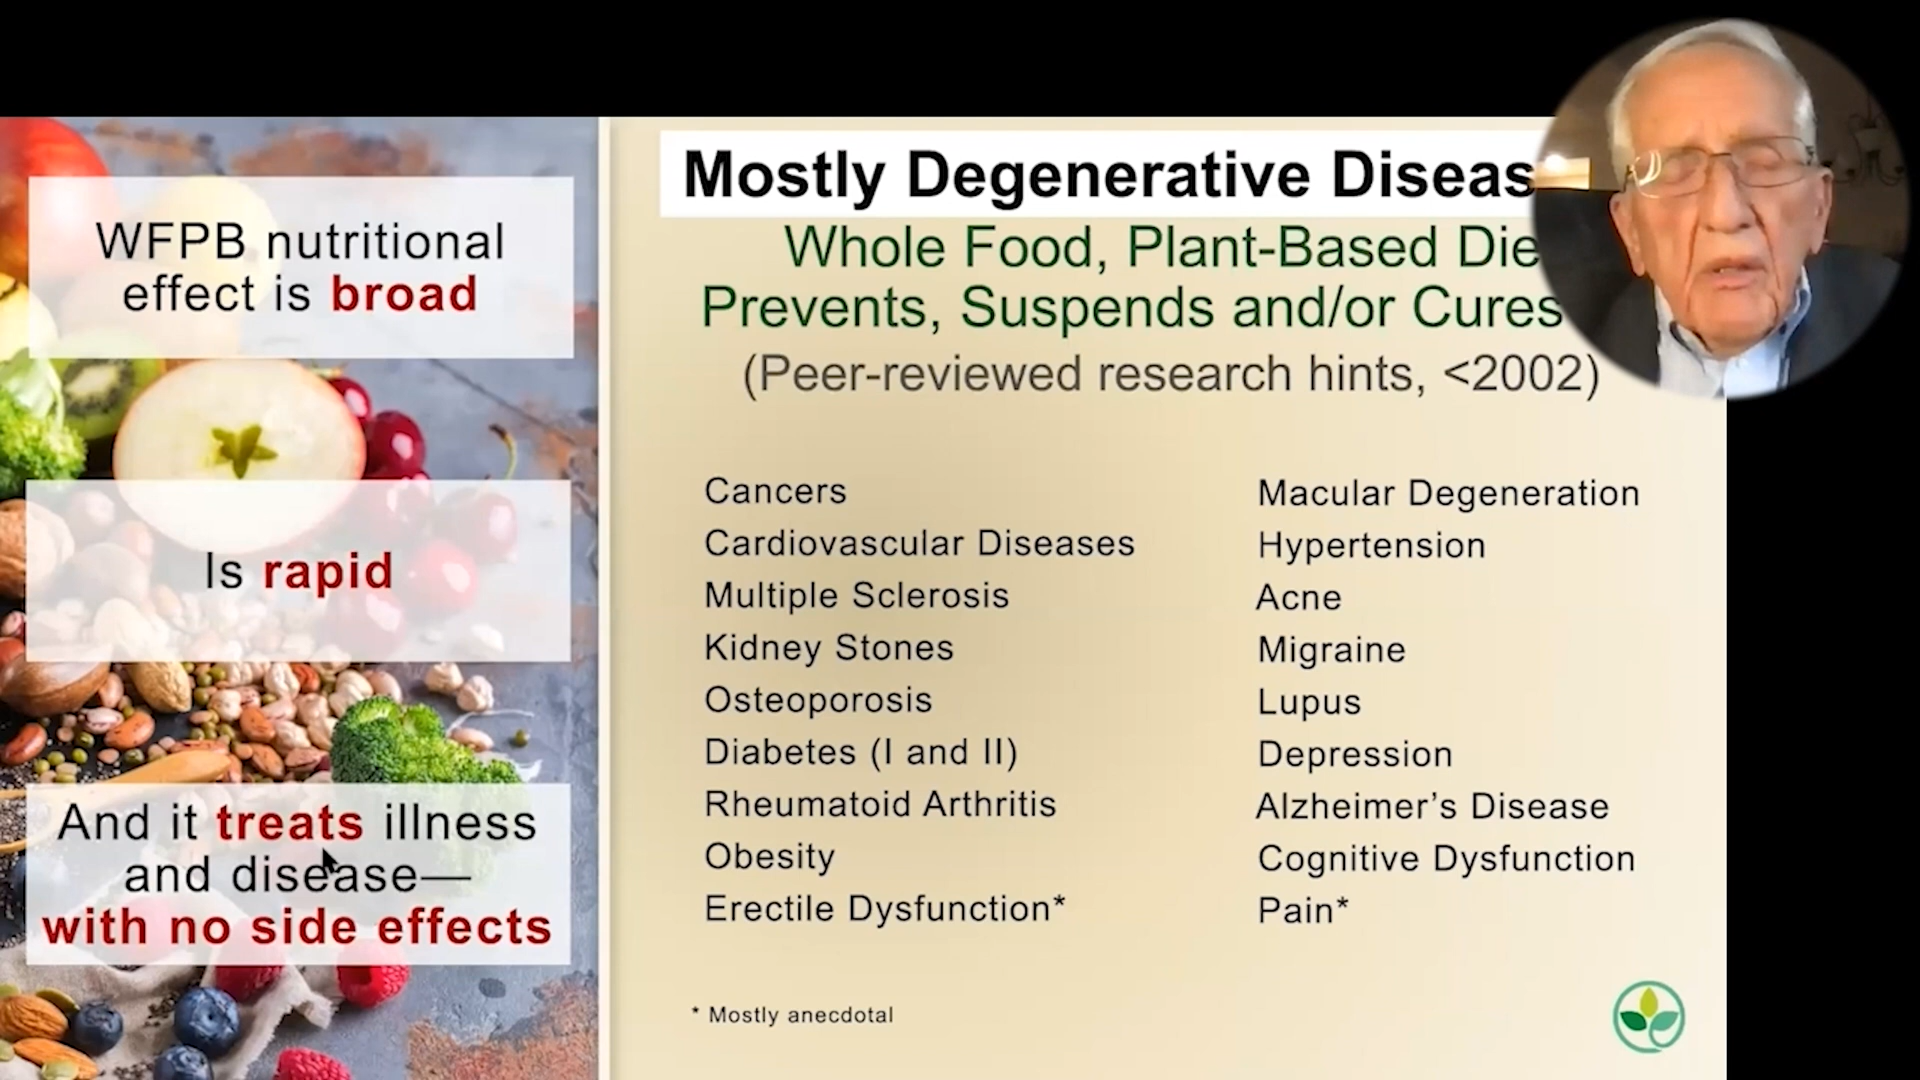 WFPB nutritional
effect is broad
Is rapid
And it treats illness
and disease—
with no side effects
Mostly Degenerative
Whole Food, Plant-Based
Prevents, Suspends and/or Cures
(Peer-reviewed research hints, <2002)
Cancers
Cardiovascular Diseases
Multiple Sclerosis
Kidney Stones
Osteoporosis
Diabetes (I and II)
Rheumatoid Arthritis
Obesity
Erectile Dysfunction*
Macular Degeneration
Hypertension
Acne
Migraine
Lupus
Depression
Alzheimer’s Disease
Cognitive Dysfunction
Pain*
* Mostly anecdotal